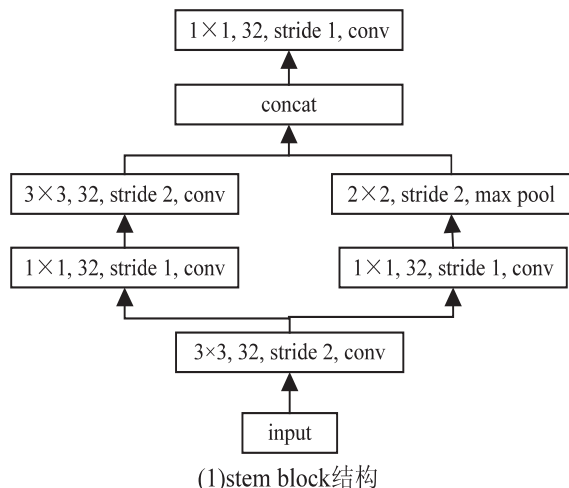 1×1, 32, stride 1, conv
concat
3×3, 32, stride 2, conv
2×2, stride 2, max pool
1×1, 32, stride 1, conv
1×1, 32, stride 1, conv
3×3, 32, stride 2, conv
input
(1)stem block结构